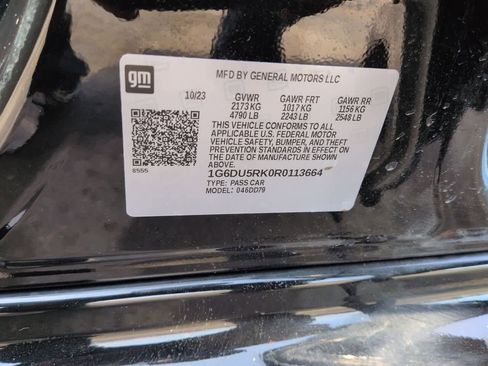 gm
MFD BY GENERAL MOTORS LLC
10/23 GVWR GAWR FRT GAWR RR
2173 KG 1017 KG 1156 KG
4790 LB 2243 LB 2548 LB
THIS VEHICLE CONFORMS TO ALL
APPLICABLE U.S. FEDERAL MOTOR
VEHICLE SAFETY, BUMPER, AND THEFT
PREVENTION STANDARDS IN EFFECT
ON THE DATE OF MANUFACTURE SHOWN
ABOVE.
8555
1G6DU5RK0R0113664
TYPE: PASS CAR
MODEL: 046DD79